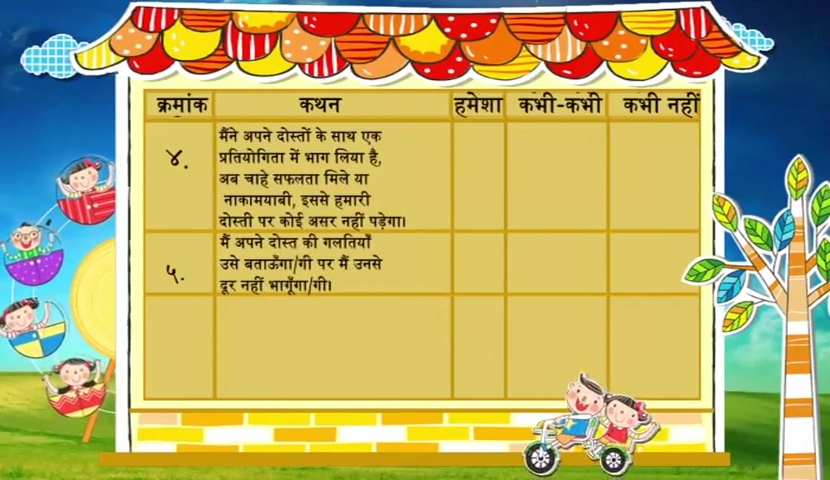 क्रमांक कथन हमेशा कभी-कभी कभी नहीं
४. मैंने अपने दोस्तों के साथ एक
प्रतियोगिता में भाग लिया है,
अब चाहे सफलता मिले या
नाकामयाबी, इससे हमारी
दोस्ती पर कोई असर नहीं पड़ेगा।
मैं अपने दोस्त की गलतियाँ
५. उसे बताऊँगा/गी पर मैं उनसे
दूर नहीं भागूँगा/गी।